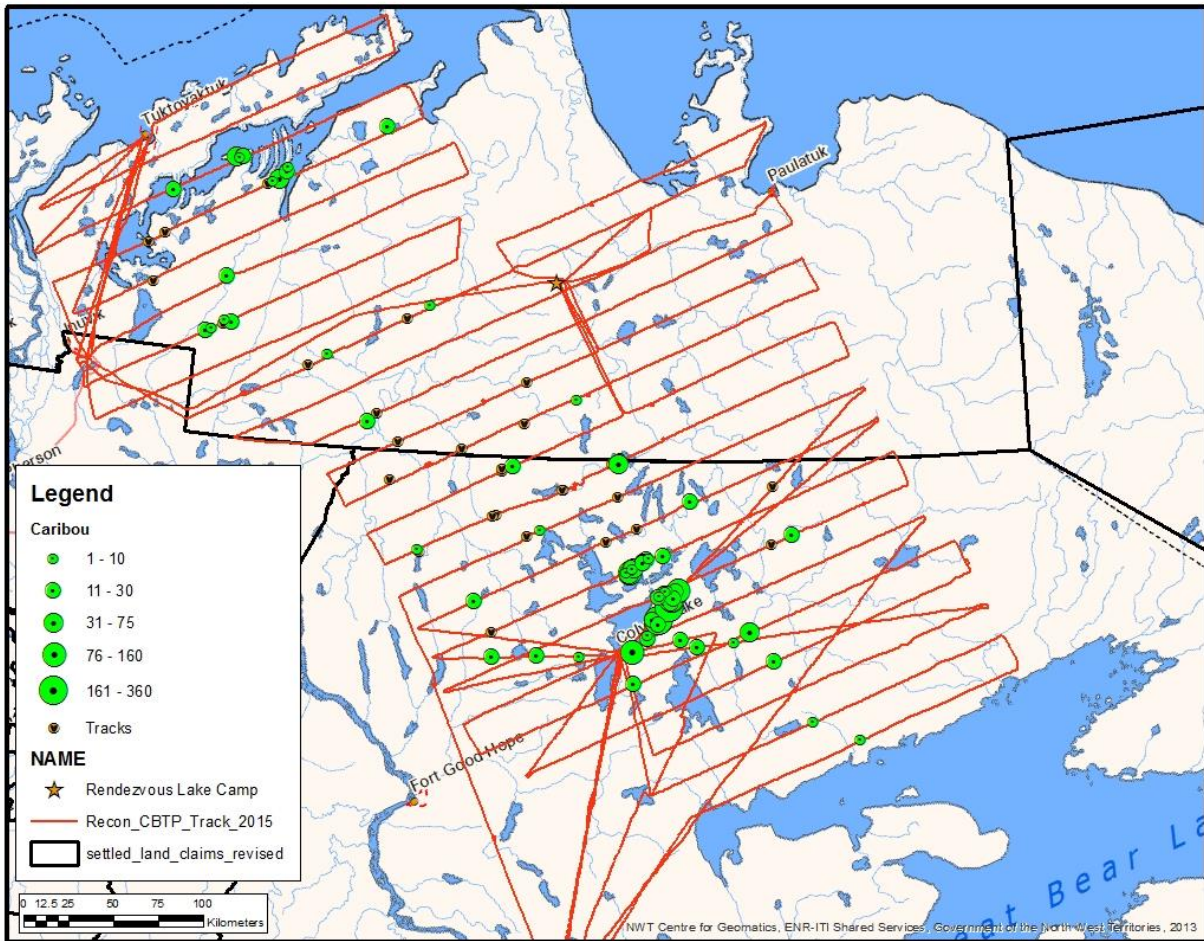 Tuktoyaktuk
Paulatuk
Inuvik
Legend
Caribou
1 - 10
11 - 30
31 - 75
76 - 160
161 - 360
Tracks
NAME
Rendezvous Lake Camp
Recon_CBTP_Track_2015
settled_land_claims_revised
Fort Good Hope
0 12.5 25 50 75 100
Kilometers
NWT Centre for Geomatics, ENR-ITI Shared Services, Government of the North West Territories, 2013